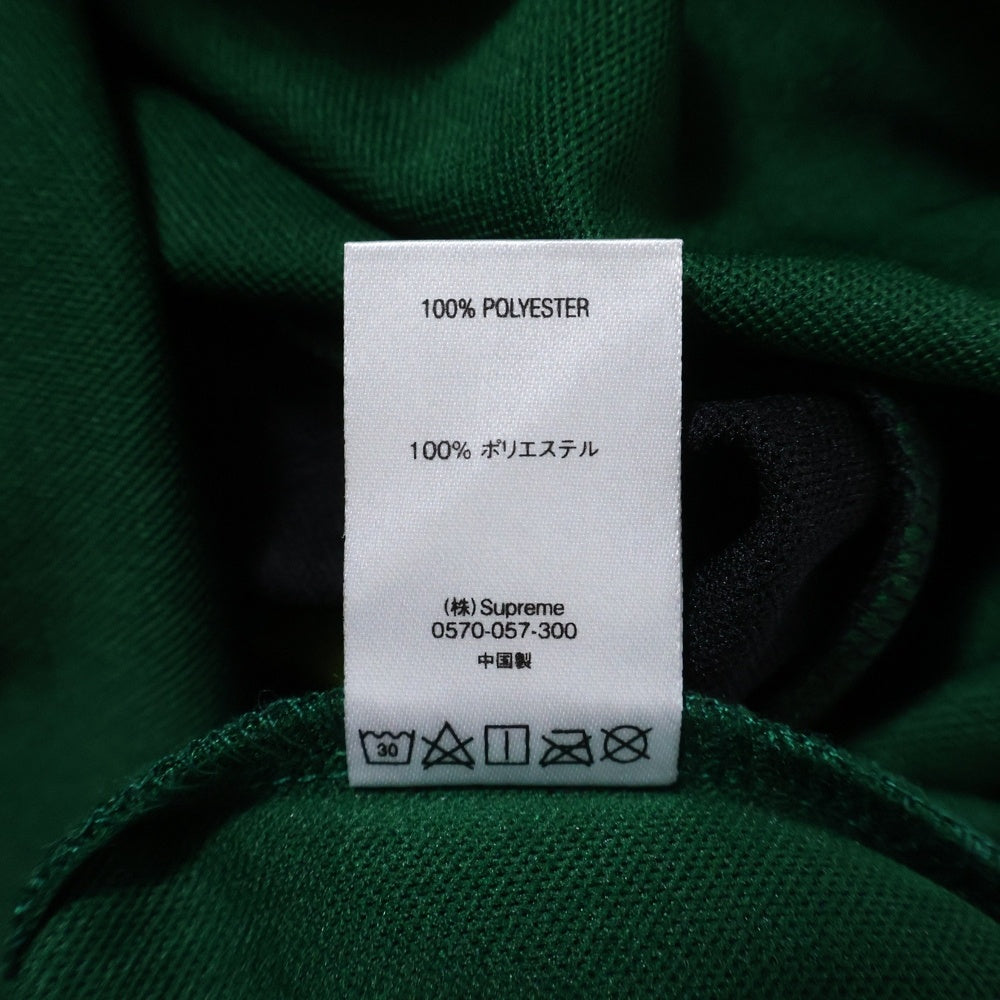 100% POLYESTER
100% ポリエステル
(株)Supreme
0570-057-300
中国製
30